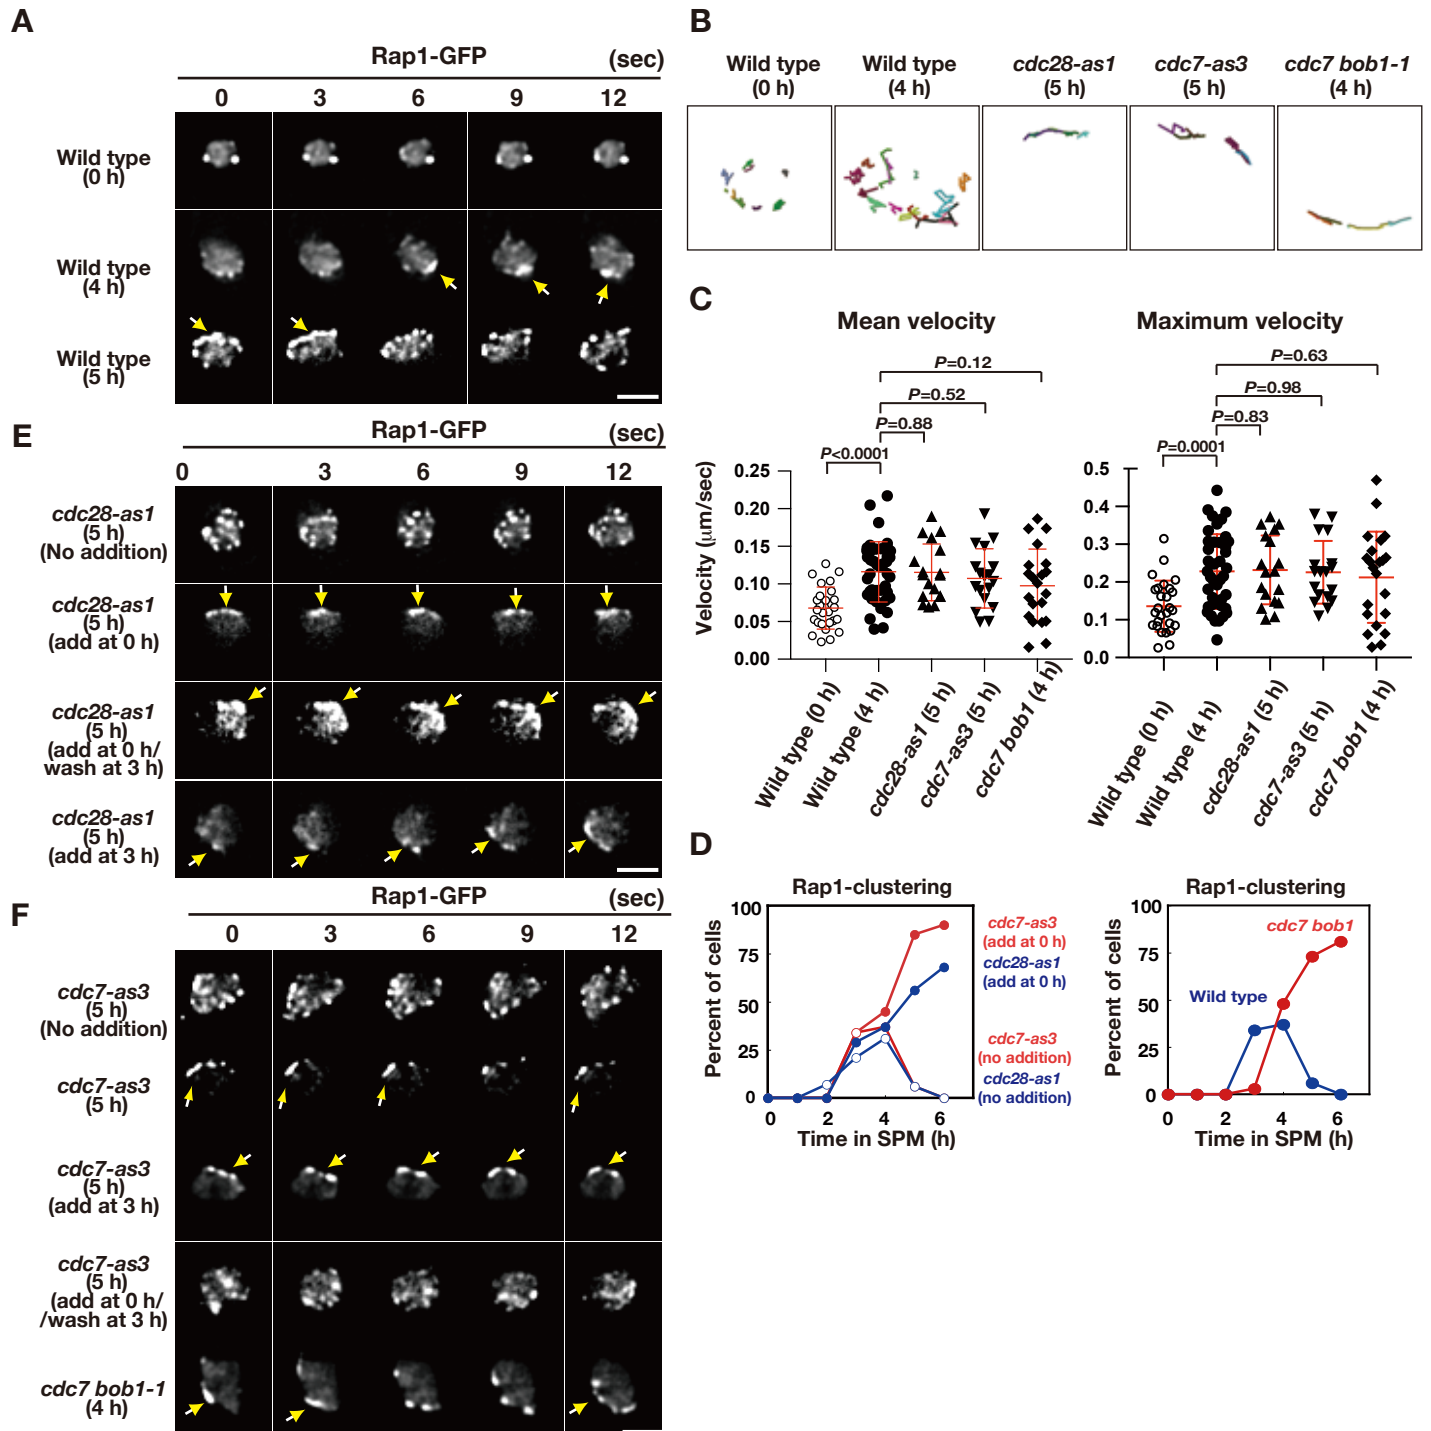 A
Rap1-GFP (sec)
0 3 6 9 12
Wild type
(0 h)
Wild type
(4 h)
Wild type
(5 h)
B
Wild type
(0 h)
Wild type
(4 h)
cdc28-as1
(5 h)
cdc7-as3
(5 h)
cdc7 bob1-1
(4 h)
C
Mean velocity
P=0.12
P=0.52
P=0.88
P<0.0001
Velocity (μm/sec)
0.25
0.20
0.15
0.10
0.05
0.00
Wild type (0 h)
Wild type (4 h)
cdc28-as1 (5 h)
cdc7-as3 (5 h)
cdc7 bob1 (4 h)
Maximum velocity
P=0.63
P=0.98
P=0.83
P=0.0001
0.5
0.4
0.3
0.2
0.1
0.0
Wild type (0 h)
Wild type (4 h)
cdc28-as1 (5 h)
cdc7-as3 (5 h)
cdc7 bob1 (4 h)
D
Rap1-clustering
Percent of cells
100
75
50
25
0
0 2 4 6
Time in SPM (h)
cdc7-as3
(add at 0 h)
cdc28-as1
(add at 0 h)
cdc7-as3
(no addition)
cdc28-as1
(no addition)
Rap1-clustering
Percent of cells
100
75
50
25
0
cdc7 bob1
Wild type
0 2 4 6
Time in SPM (h)
E
Rap1-GFP (sec)
0 3 6 9 12
cdc28-as1
(5 h)
(No addition)
cdc28-as1
(5 h)
(add at 0 h)
cdc28-as1
(5 h)
(add at 0 h/
wash at 3 h)
cdc28-as1
(5 h)
(add at 3 h)
F
Rap1-GFP (sec)
0 3 6 9 12
cdc7-as3
(5 h)
(No addition)
cdc7-as3
(5 h)
cdc7-as3
(5 h)
(add at 3 h)
cdc7-as3
(5 h)
(add at 0 h/
/wash at 3 h)
cdc7 bob1-1
(4 h)